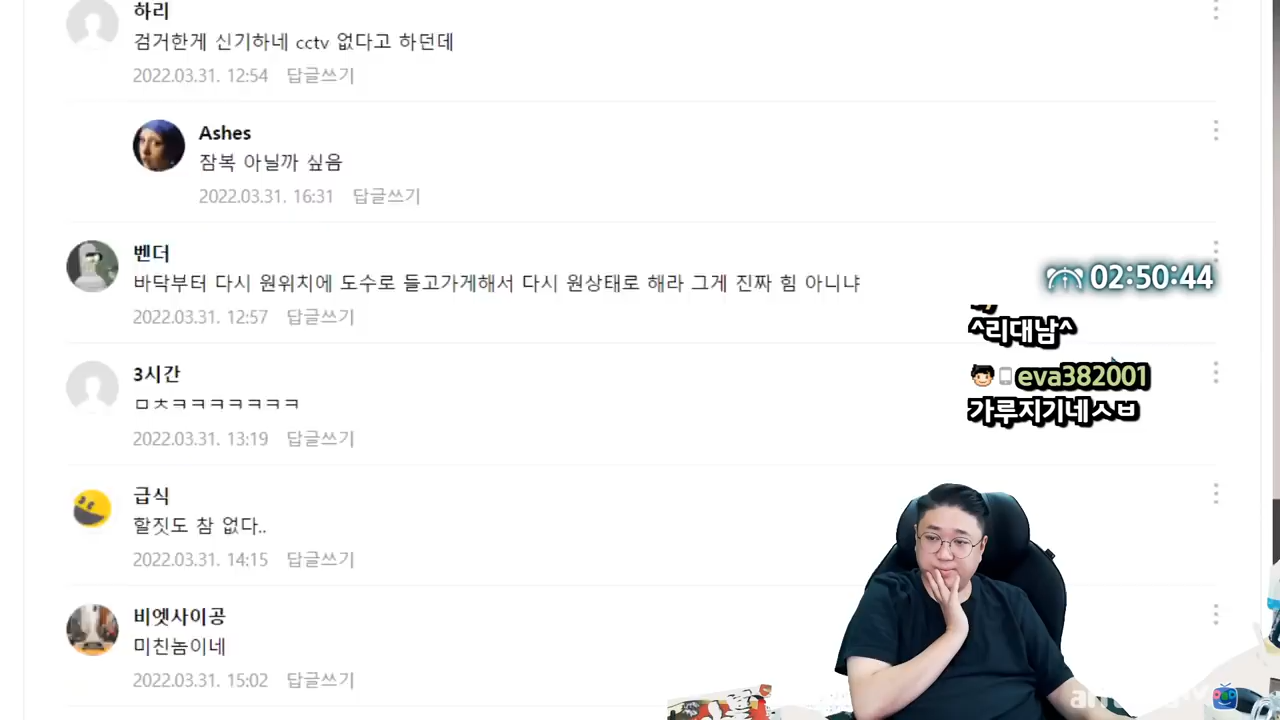 하리
검거한게 신기하네 cctv 없다고 하던데
2022.03.31. 12:54 답글쓰기
Ashes
잠복 아닐까 싶음
2022.03.31. 16:31 답글쓰기
벤더
바닥부터 다시 원위치에 도수로 들고가게해서 다시 원상태로 해라 그게 진짜 힘 아니냐
2022.03.31. 12:57 답글쓰기
02:50:44
^리대남^
eva382001
가루지기네ㅅㅂ
3시간
ㅁㅊㅋㅋㅋㅋㅋㅋㅋ
2022.03.31. 13:19 답글쓰기
급식
할짓도 참 없다..
2022.03.31. 14:15 답글쓰기
비엣사이공
미친놈이네
2022.03.31. 15:02 답글쓰기